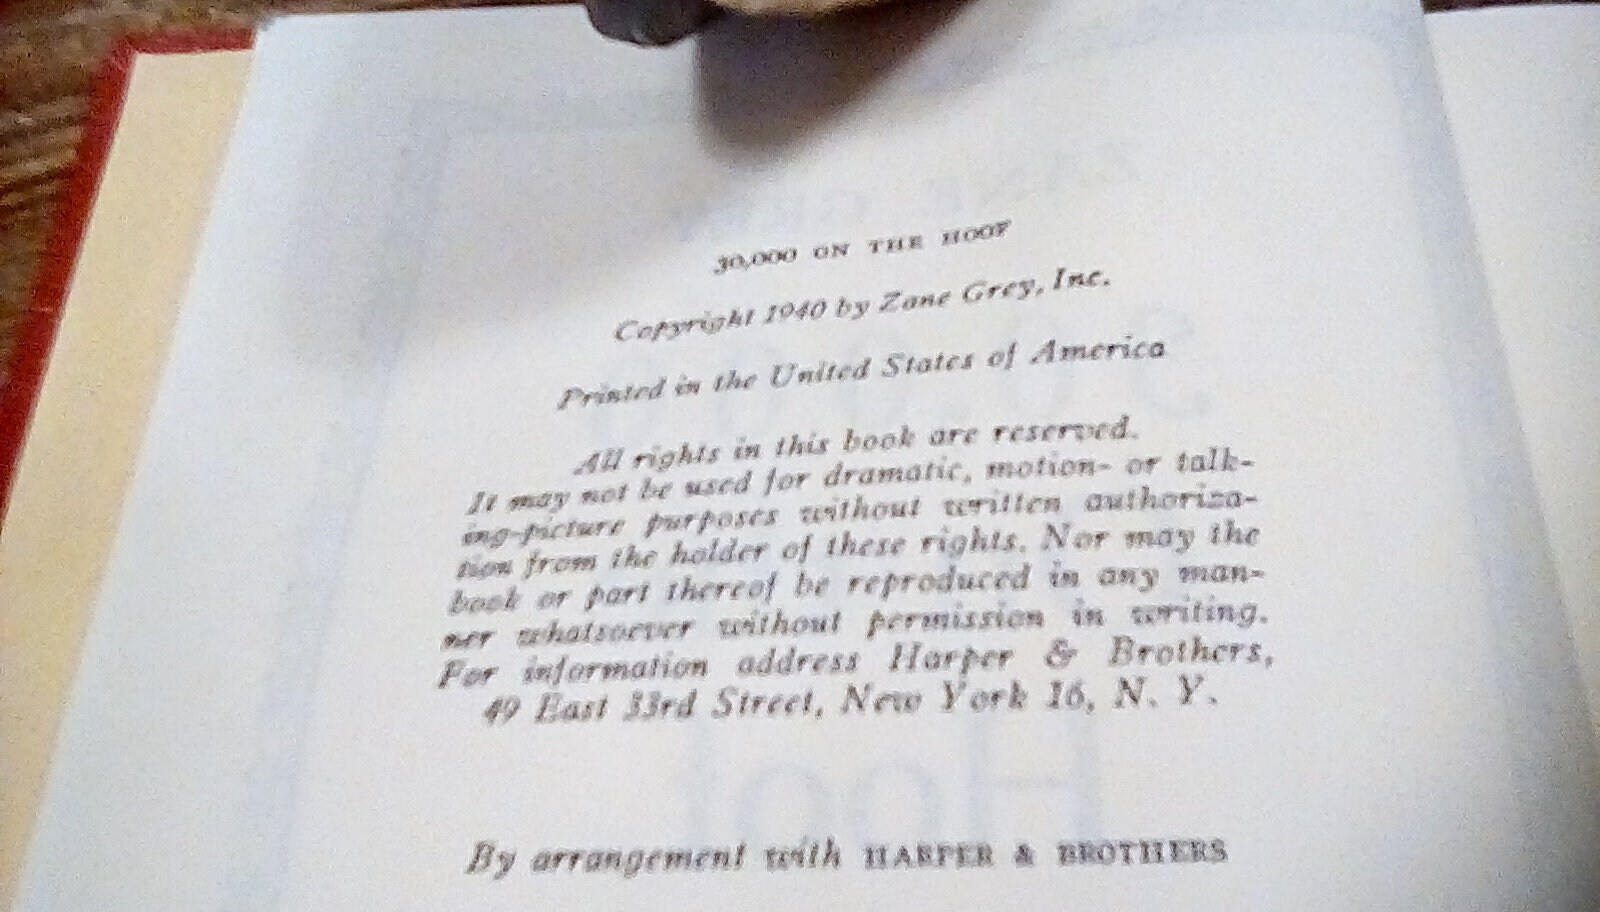 30,000 ON THE HOOF
Copyright 1940 by Zane Grey, Inc.
Printed in the United States of America
All rights in this book are reserved.
It may not be used for dramatic, motion- or talk-
ing-picture purposes without written authoriza-
tion from the holder of these rights. Nor may the
book or part thereof be reproduced in any man-
ner whatsoever without permission in writing.
For information address Harper & Brothers,
49 East 33rd Street, New York 16, N. Y.
By arrangement with HARPER & BROTHERS